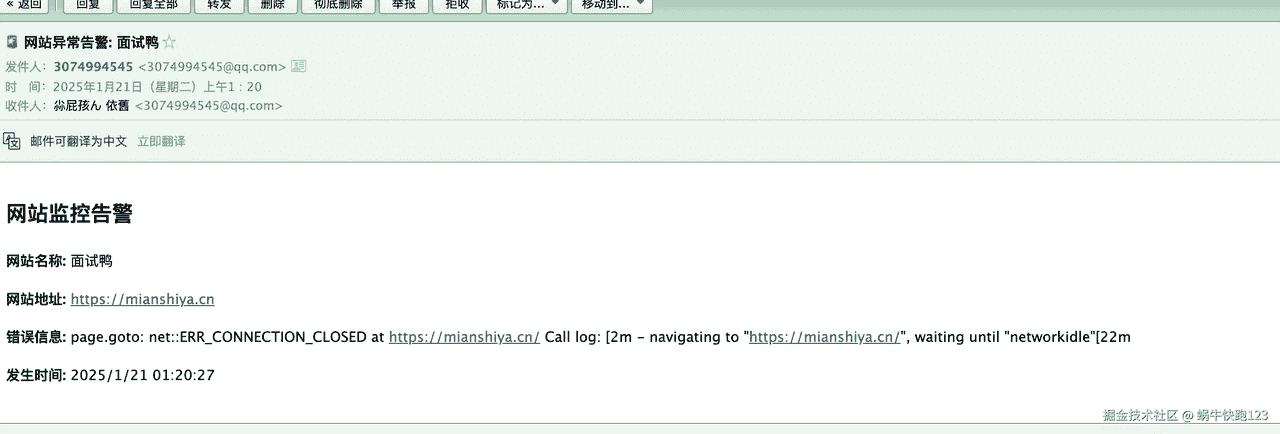 « 返回 回复 回复全部 转发 删除 彻底删除 举报 拒收 标记为... 移动到...
网站异常告警: 面试鸭☆
发件人：3074994545 <3074994545@qq.com>
时　间：2025年1月21日（星期二）上午1：20
收件人：尛屁孩ん 依舊 <3074994545@qq.com>
邮件可翻译为中文 立即翻译
网站监控告警
网站名称: 面试鸭
网站地址: https://mianshiya.cn
错误信息: page.goto: net::ERR_CONNECTION_CLOSED at https://mianshiya.cn/ Call log: [2m - navigating to "https://mianshiya.cn/", waiting until "networkidle"[22m
发生时间: 2025/1/21 01:20:27
掘金技术社区 @ 蜗牛快跑123